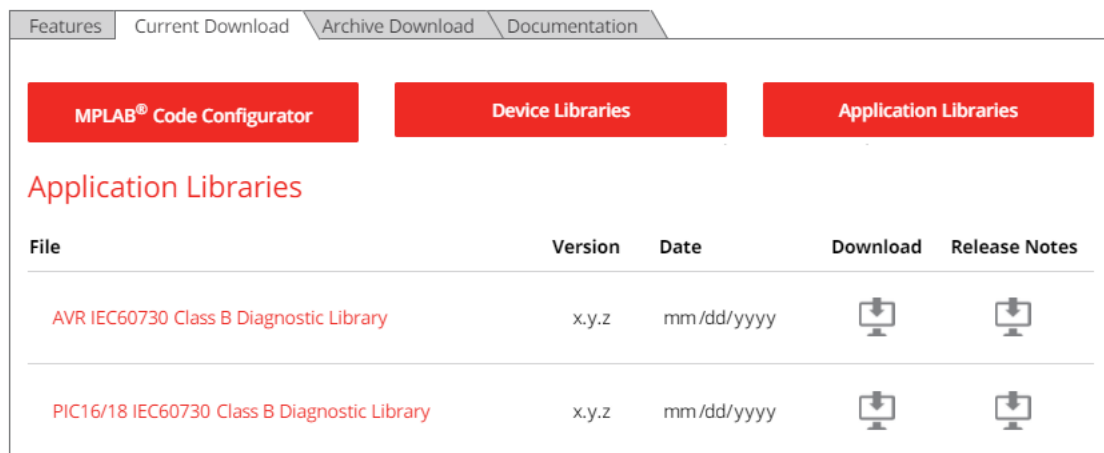 Features Current Download Archive Download Documentation
MPLAB® Code Configurator Device Libraries Application Libraries
Application Libraries
File Version Date Download Release Notes
AVR IEC60730 Class B Diagnostic Library x.y.z mm/dd/yyyy
PIC16/18 IEC60730 Class B Diagnostic Library x.y.z mm/dd/yyyy